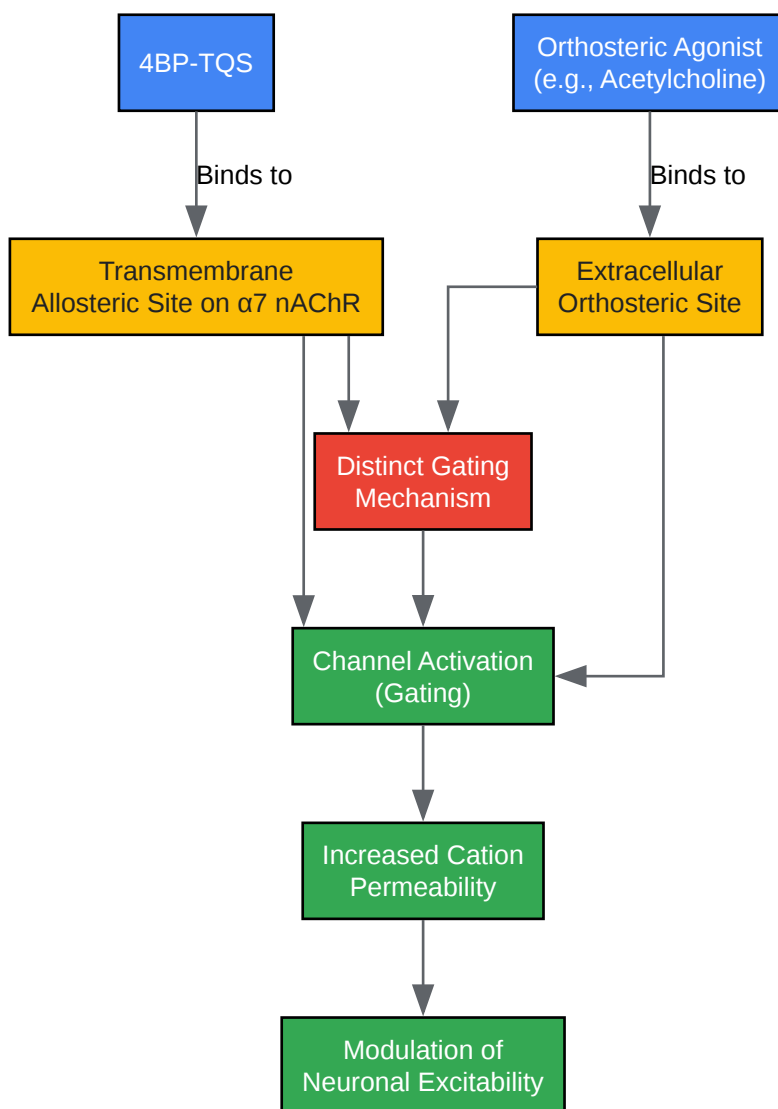 4BP-TQS
Orthosteric Agonist
(e.g., Acetylcholine)
Binds to
Binds to
Transmembrane
Allosteric Site on α7 nAChR
Extracellular
Orthosteric Site
Distinct Gating
Mechanism
Channel Activation
(Gating)
Increased Cation
Permeability
Modulation of
Neuronal Excitability